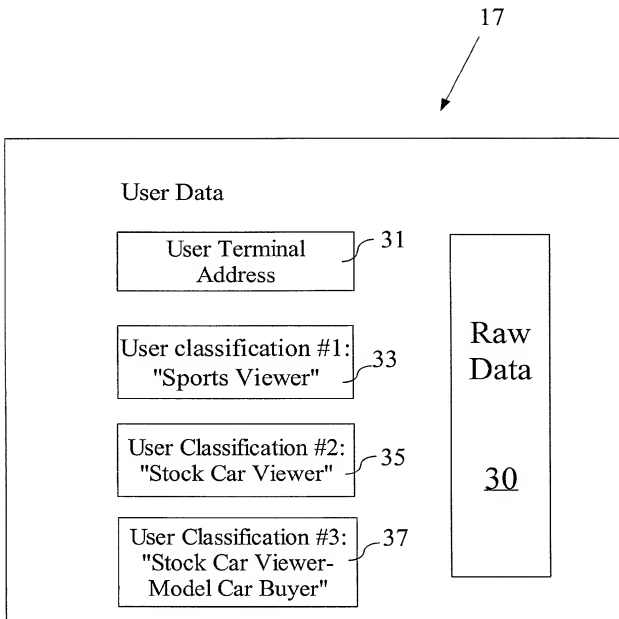 17
User Data
User Terminal
Address
31
User classification #1:
"Sports Viewer"
33
User Classification #2:
"Stock Car Viewer"
35
User Classification #3:
"Stock Car Viewer-
Model Car Buyer"
37
Raw
Data
30